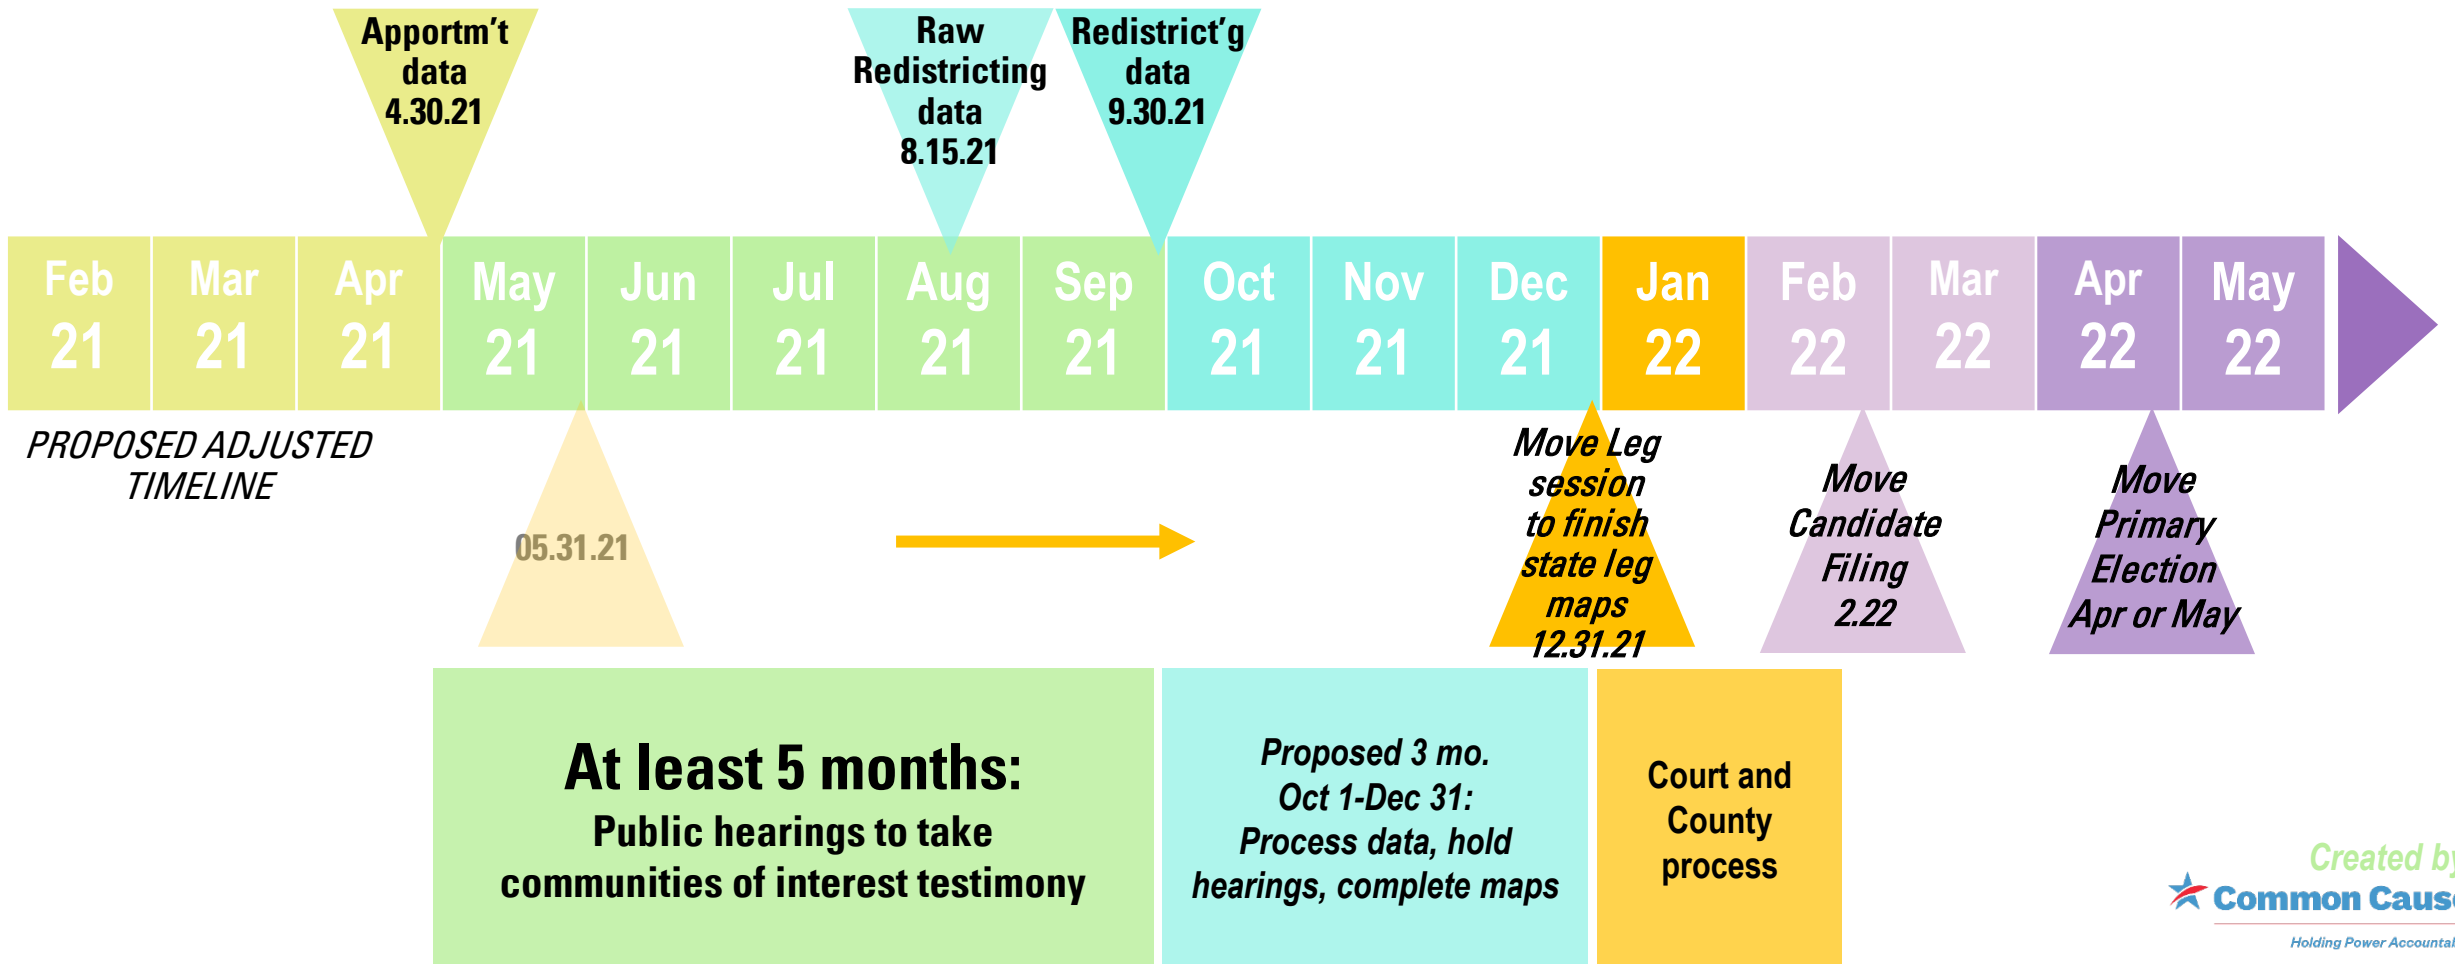 Apportm't
data
4.30.21
Raw
Redistricting
data
8.15.21
Redistrict'g
data
9.30.21
Feb
21
Mar
21
Apr
21
May
21
Jun
21
Jul
21
Aug
21
Sep
21
Oct
21
Nov
21
Dec
21
Jan
22
Feb
22
Mar
22
Apr
22
May
22
PROPOSED ADJUSTED
TIMELINE
05.31.21
Move Leg
session
to finish
state leg
maps
12.31.21
Move
Candidate
Filing
2.22
Move
Primary
Election
Apr or May
At least 5 months:
Public hearings to take
communities of interest testimony
Proposed 3 mo.
Oct 1-Dec 31:
Process data, hold
hearings, complete maps
Court and
County
process
Created by
Common Cause
Holding Power